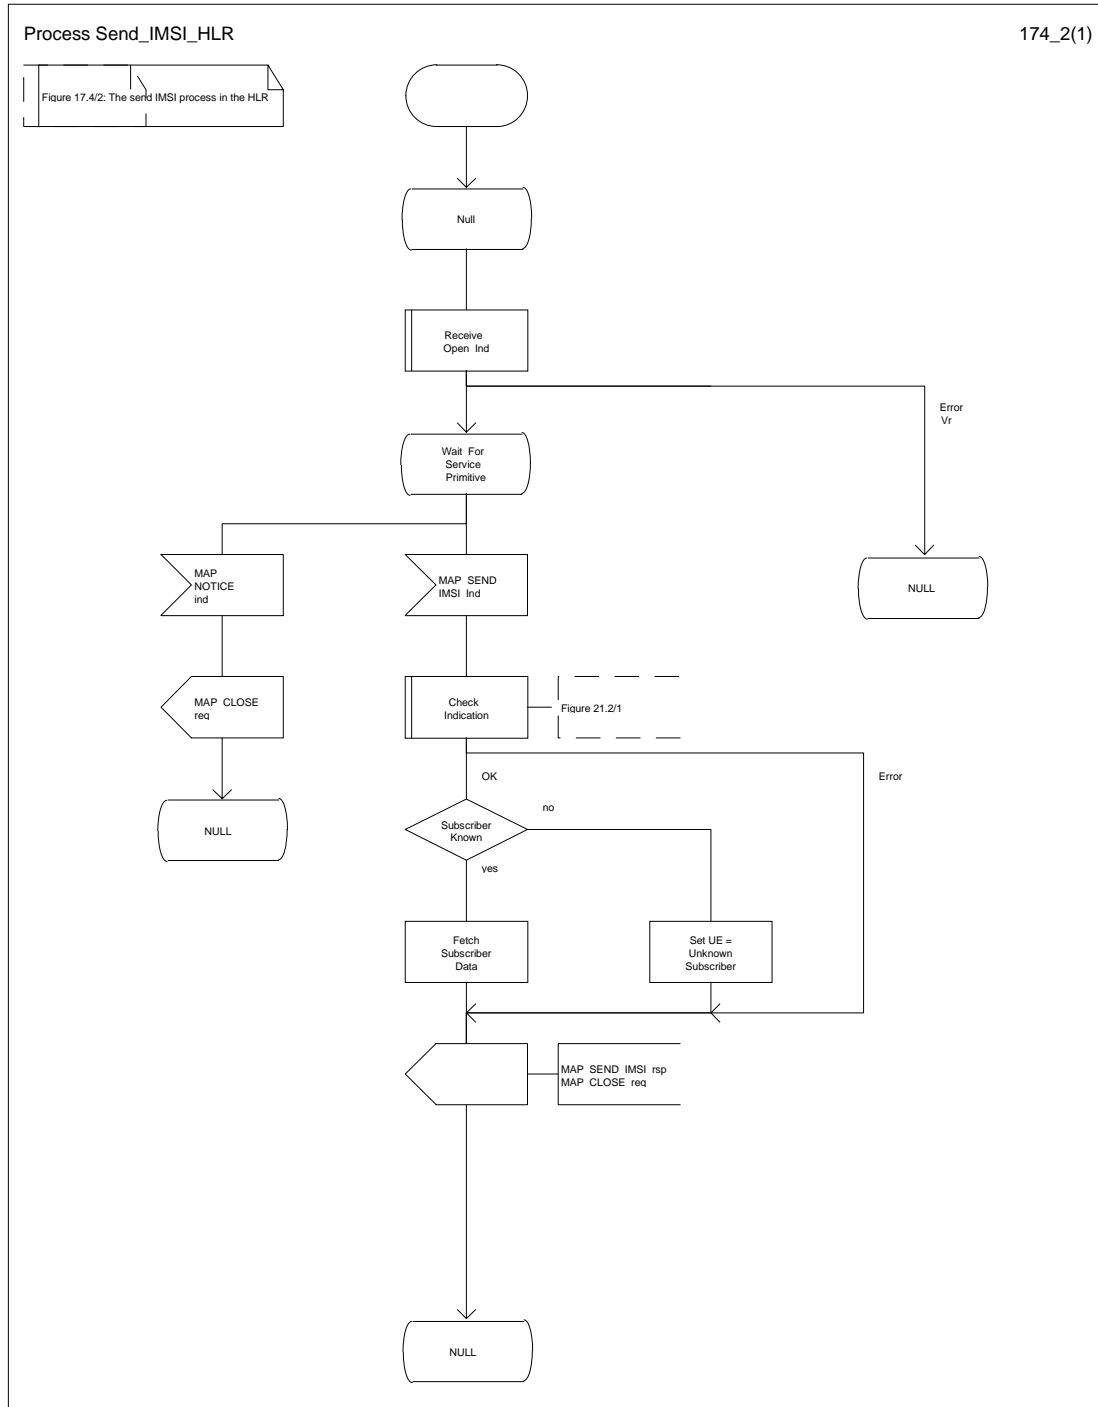 Process Send_IMSI_HLR
174_2(1)
Figure 17.4/2: The send IMSI process in the HLR
Null
Receive
Open Ind
Error
Vr
Wait For
Service
Primitive
MAP
NOTICE
ind
MAP SEND
IMSI Ind
NULL
MAP CLOSE
req
Check
Indication
Figure 21.2/1
OK
Error
NULL
no
Subscriber
Known
yes
Fetch
Subscriber
Data
Set UE =
Unknown
Subscriber
MAP SEND IMSI rsp
MAP CLOSE req
NULL